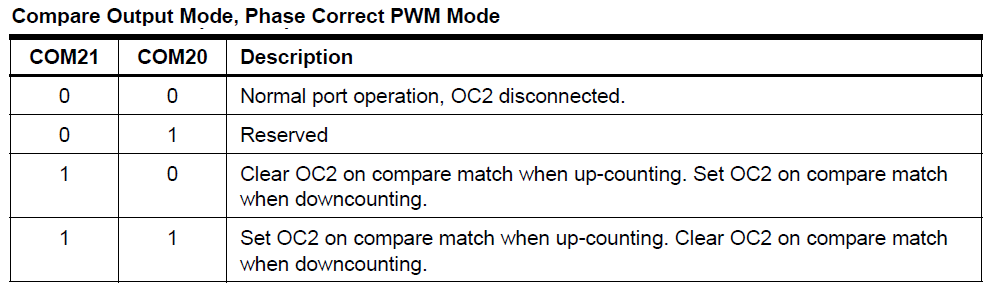 Compare Output Mode, Phase Correct PWM Mode
COM21 COM20 Description
0 0 Normal port operation, OC2 disconnected.
0 1 Reserved
1 0 Clear OC2 on compare match when up-counting. Set OC2 on compare match
when downcounting.
1 1 Set OC2 on compare match when up-counting. Clear OC2 on compare match
when downcounting.